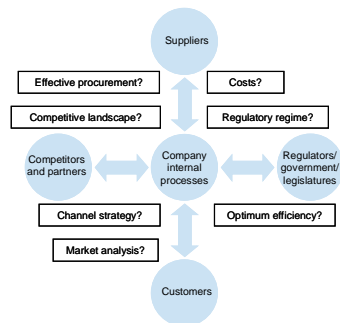 Suppliers
Effective procurement?
Costs?
Competitive landscape?
Regulatory regime?
Competitors
and partners
Company
internal
processes
Regulators/
government/
legislatures
Channel strategy?
Optimum efficiency?
Market analysis?
Customers